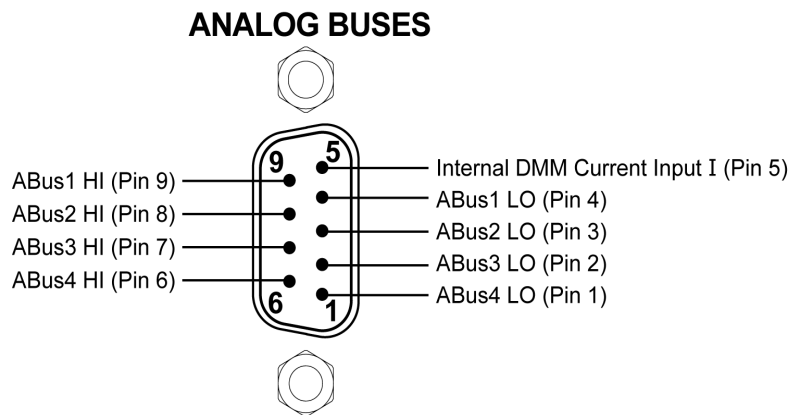 ANALOG BUSES
9
5
ABus1 HI (Pin 9)
ABus2 HI (Pin 8)
ABus3 HI (Pin 7)
ABus4 HI (Pin 6)
Internal DMM Current Input I (Pin 5)
ABus1 LO (Pin 4)
ABus2 LO (Pin 3)
ABus3 LO (Pin 2)
ABus4 LO (Pin 1)
6
1